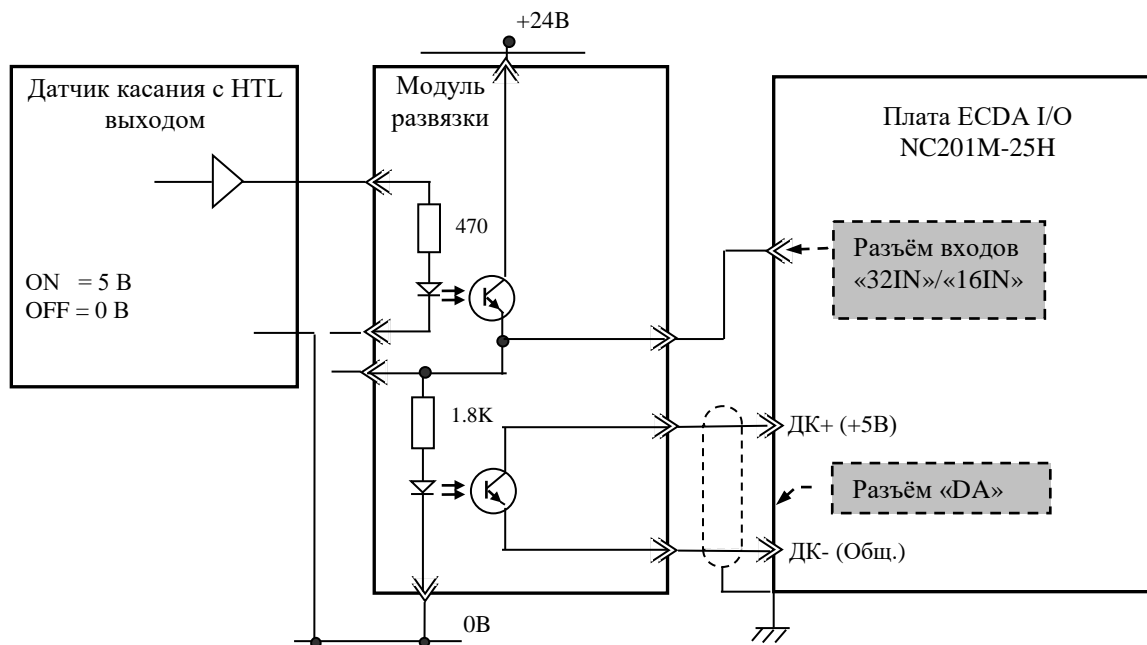 +24В
Датчик касания с HTL
выходом
Модуль
развязки
Плата ECDA I/O
NC201M-25H
470
Разъём входов
«32IN»/«16IN»
ON = 5 В
OFF = 0 В
1.8K
ДК+ (+5В)
Разъём «DA»
ДК- (Общ.)
0В